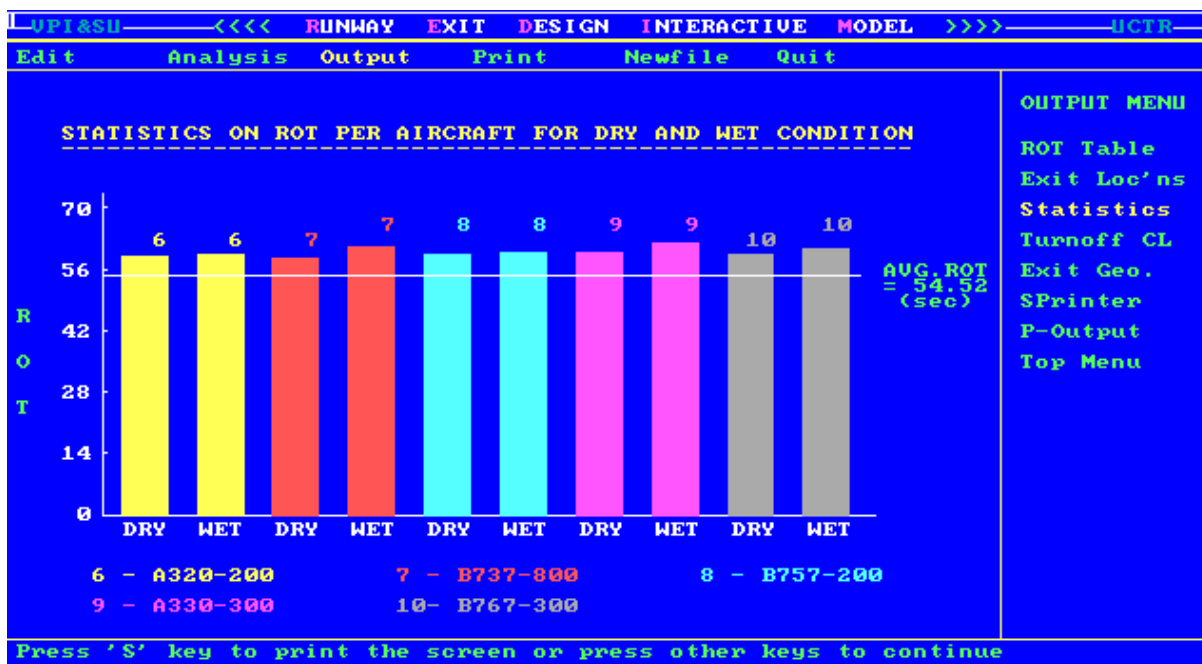 VPI&SU <<<< RUNWAY EXIT DESIGN INTERACTIVE MODEL >>>> UCTR
Edit Analysis Output Print Newfile Quit
STATISTICS ON ROT PER AIRCRAFT FOR DRY AND WET CONDITION
70
56
42
28
14
0
R
O
T
6 6 7 7 8 8 9 9 10 10
AVG.ROT
= 54.52
(sec)
DRY WET DRY WET DRY WET DRY WET DRY WET
6 - A320-200 7 - B737-800 8 - B757-200
9 - A330-300 10- B767-300
OUTPUT MENU
ROT Table
Exit Loc'ns
Statistics
Turnoff CL
Exit Geo.
SPrinter
P-Output
Top Menu
Press 'S' key to print the screen or press other keys to continue